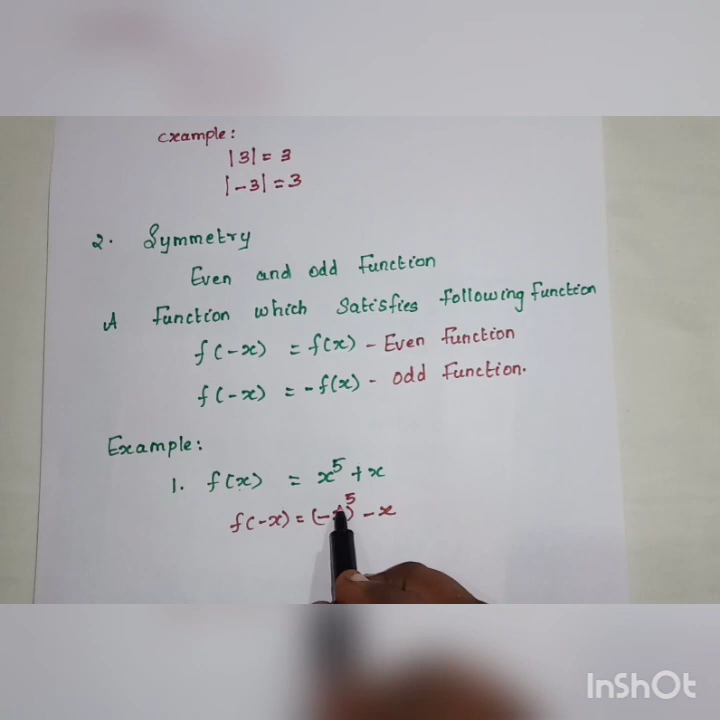 example:
|3| = 3
|-3| = 3
2. Symmetry
Even and odd Function
A Function which Satisfies following function
f(-x) = f(x) - Even function
f(-x) = -f(x) - odd Function.
Example:
1. f(x) = x⁵ + x
f(-x) = (-x)⁵ - x
InShOt